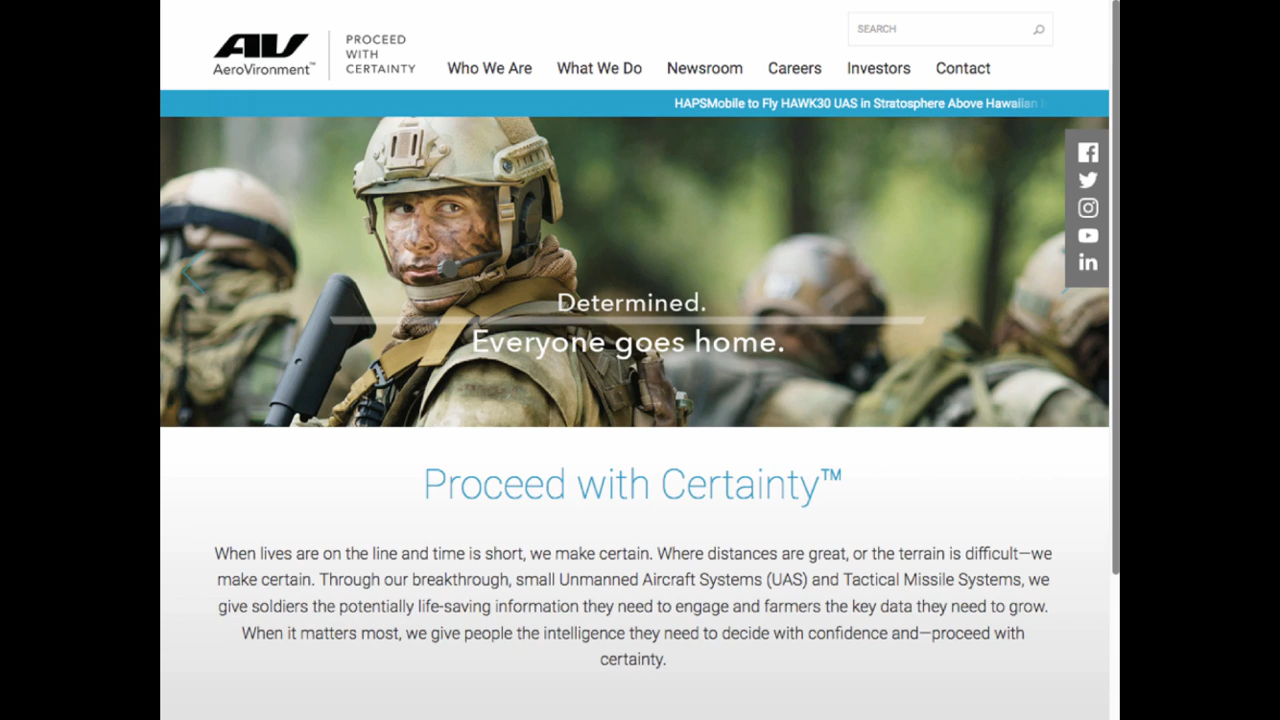 SEARCH
AV
AeroVironment™
PROCEED
WITH
CERTAINTY
Who We Are What We Do Newsroom Careers Investors Contact
HAPSMobile to Fly HAWK30 UAS in Stratosphere Above Hawaiian
Determined.
Everyone goes home.
Proceed with Certainty™
When lives are on the line and time is short, we make certain. Where distances are great, or the terrain is difficult—we
make certain. Through our breakthrough, small Unmanned Aircraft Systems (UAS) and Tactical Missile Systems, we
give soldiers the potentially life-saving information they need to engage and farmers the key data they need to grow.
When it matters most, we give people the intelligence they need to decide with confidence and—proceed with
certainty.